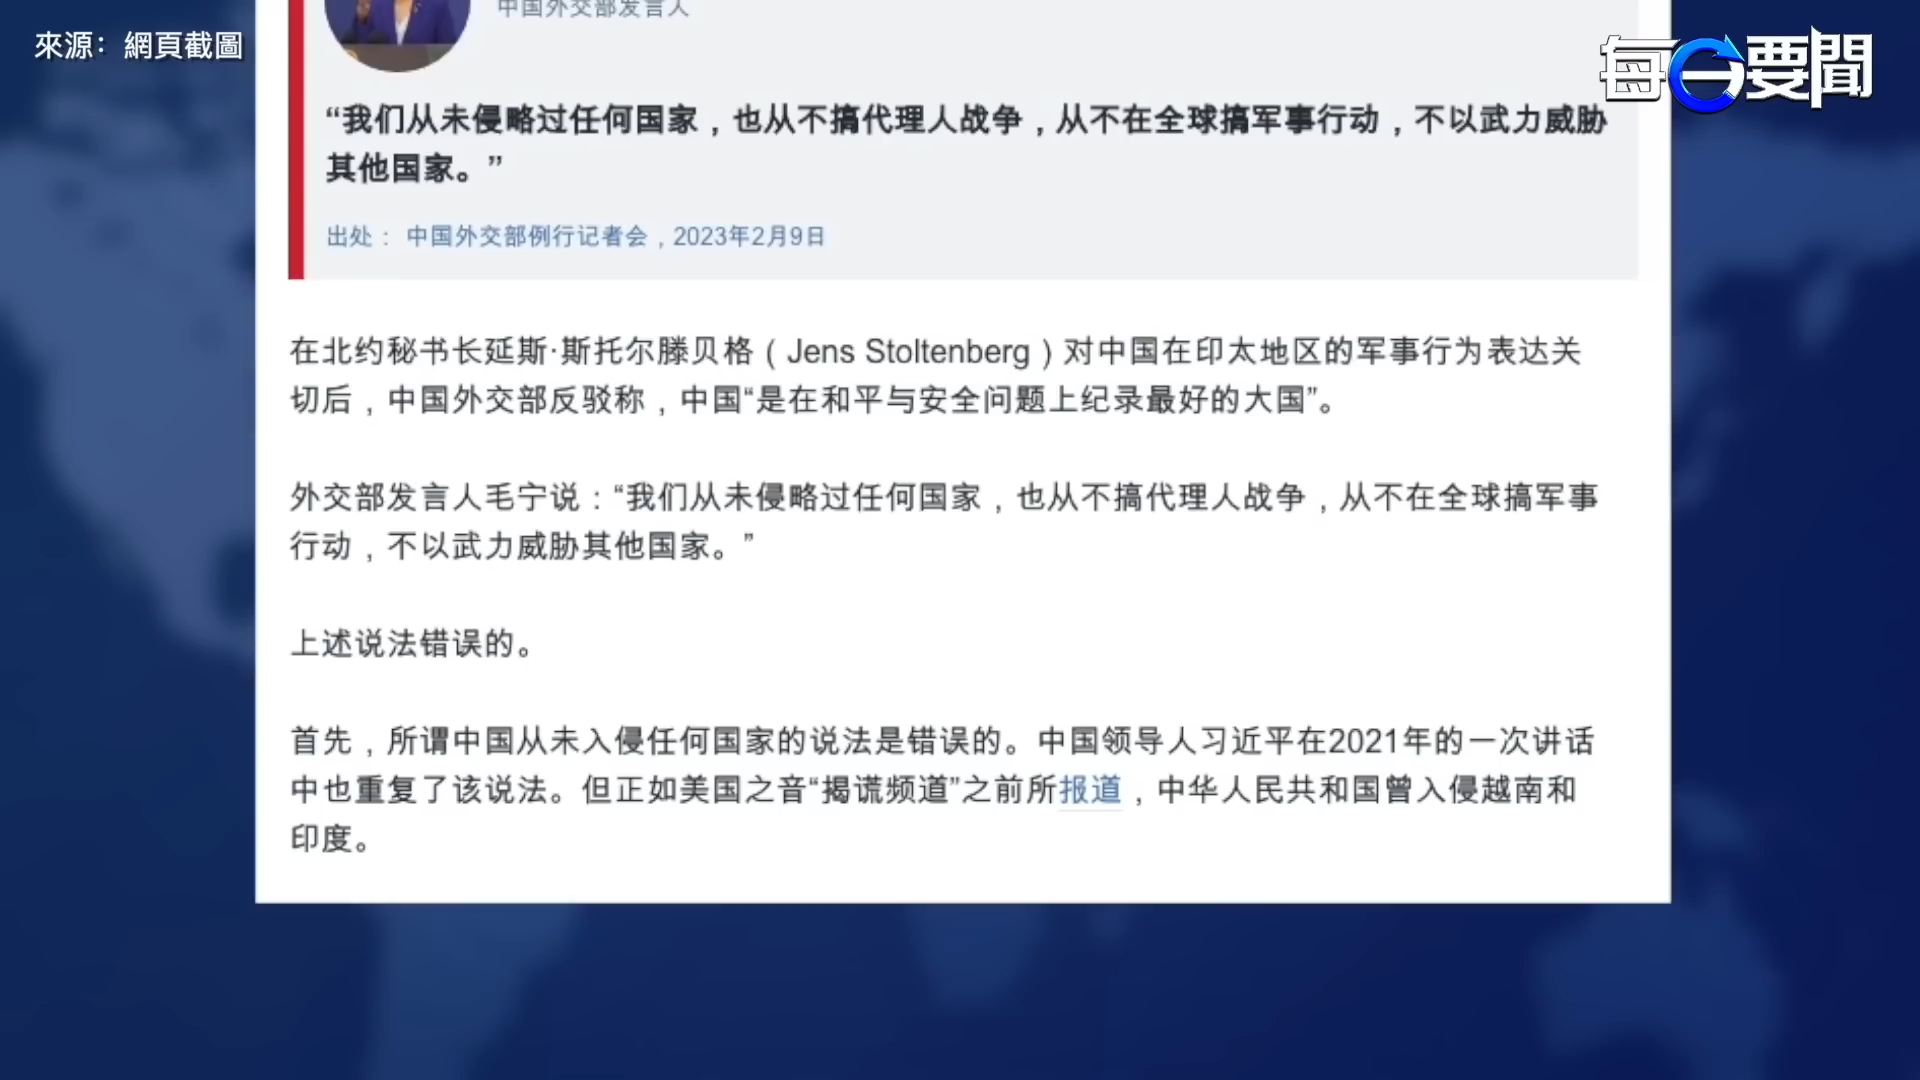 來源：網頁截圖
每日要聞
中国外交部发言人
“我们从未侵略过任何国家，也从不搞代理人战争，从不在全球搞军事行动，不以武力威胁
其他国家。”
出处： 中国外交部例行记者会，2023年2月9日
在北约秘书长延斯·斯托尔滕贝格（Jens Stoltenberg）对中国在印太地区的军事行为表达关
切后，中国外交部反驳称，中国“是在和平与安全问题上纪录最好的大国”。
外交部发言人毛宁说：“我们从未侵略过任何国家，也从不搞代理人战争，从不在全球搞军事
行动，不以武力威胁其他国家。”
上述说法错误的。
首先，所谓中国从未入侵任何国家的说法是错误的。中国领导人习近平在2021年的一次讲话
中也重复了该说法。但正如美国之音“揭谎频道”之前所报道，中华人民共和国曾入侵越南和
印度。